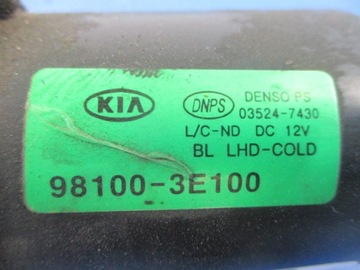 KIA
DNPS
DENSO PS
03524-7430
L/C-ND DC 12V
BL LHD-COLD
98100-3E100